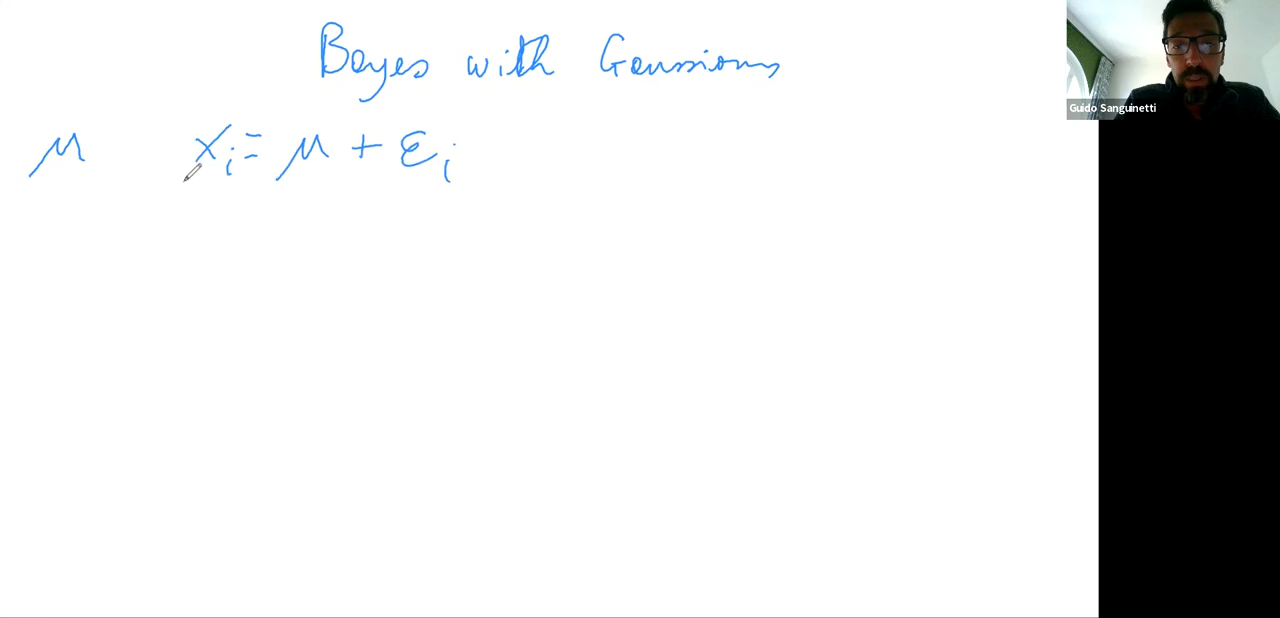 Bayes with Gaussians
Guido Sanguinetti
μ xi = μ + εi